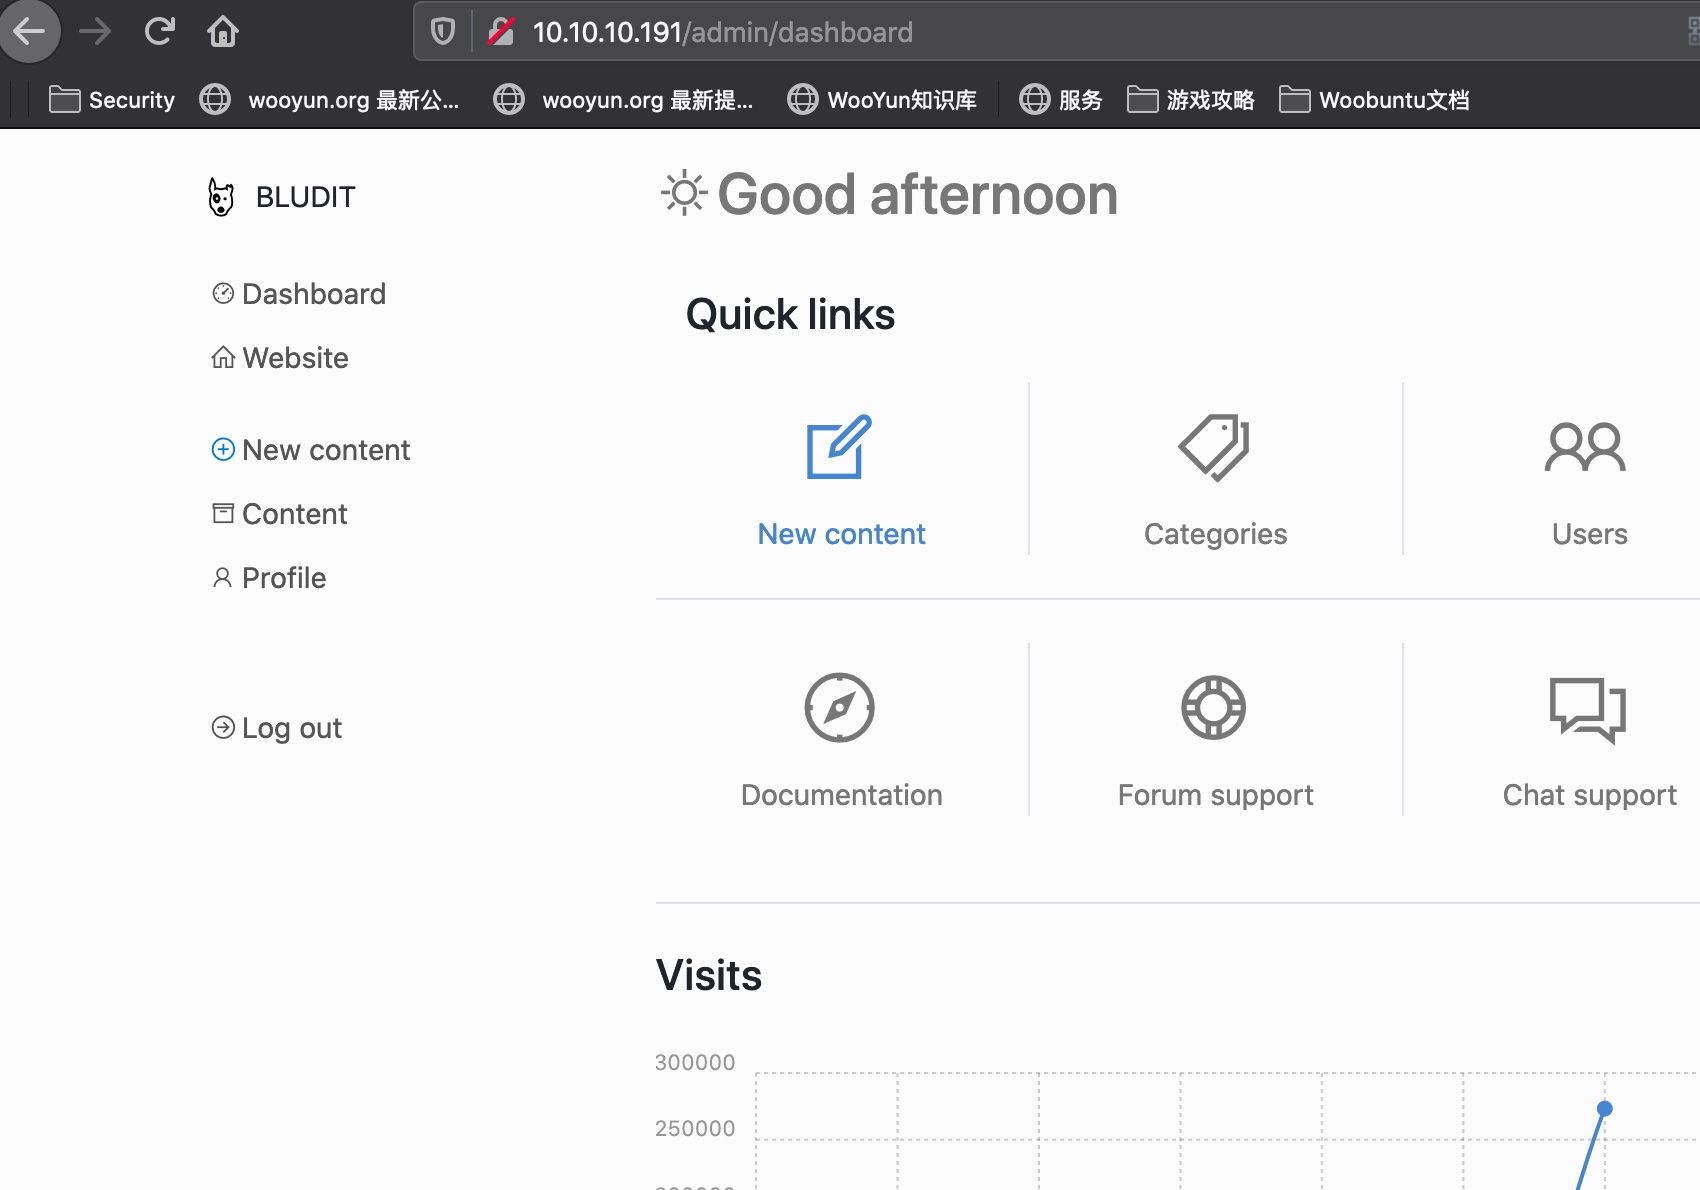 10.10.10.191/admin/dashboard
Security wooyun.org 最新公... wooyun.org 最新提... WooYun知识库 服务 游戏攻略 Woobuntu文档
BLUDIT
Dashboard
Website
New content
Content
Profile
Log out
Good afternoon
Quick links
New content Categories Users
Documentation Forum support Chat support
Visits
300000
250000